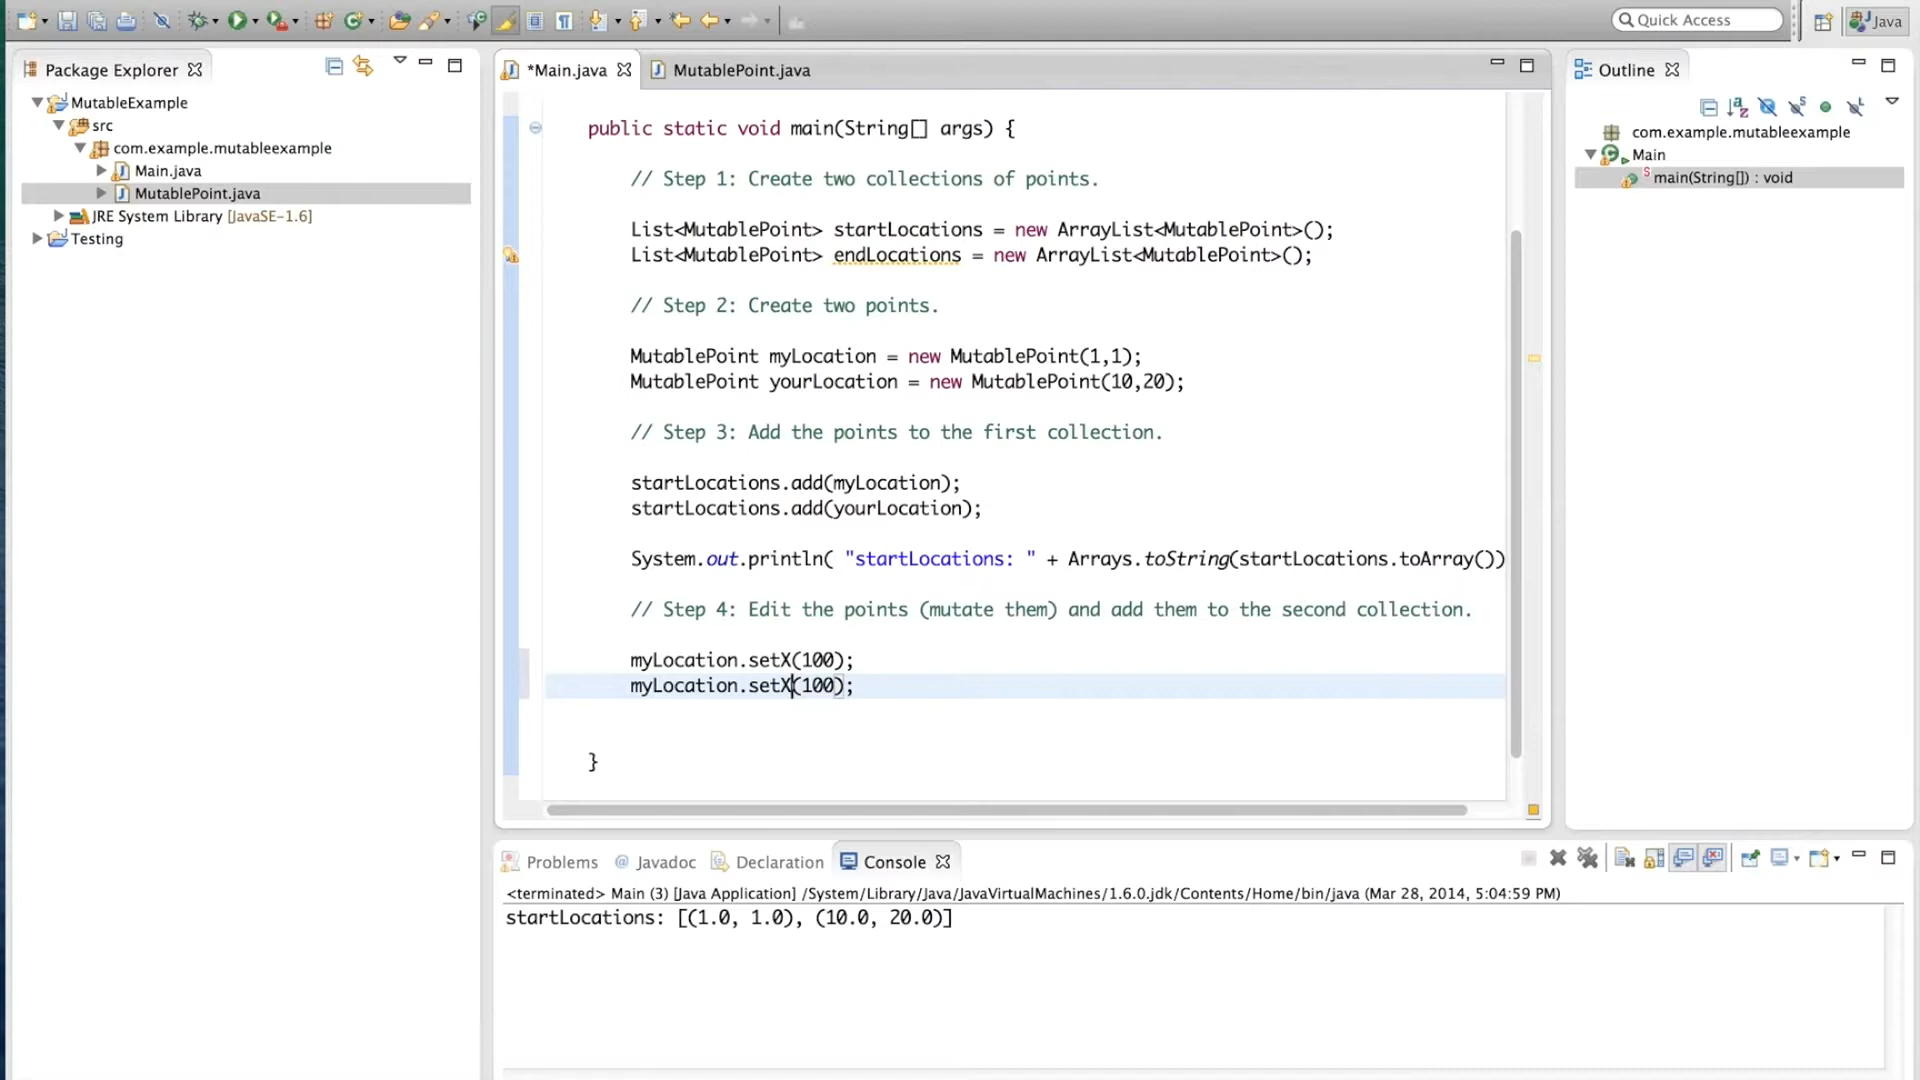 Quick Access
Java
Package Explorer
MutableExample
src
com.example.mutableexample
Main.java
MutablePoint.java
JRE System Library [JavaSE-1.6]
Testing
*Main.java
MutablePoint.java
public static void main(String[] args) {
// Step 1: Create two collections of points.
List<MutablePoint> startLocations = new ArrayList<MutablePoint>();
List<MutablePoint> endLocations = new ArrayList<MutablePoint>();
// Step 2: Create two points.
MutablePoint myLocation = new MutablePoint(1,1);
MutablePoint yourLocation = new MutablePoint(10,20);
// Step 3: Add the points to the first collection.
startLocations.add(myLocation);
startLocations.add(yourLocation);
System.out.println( "startLocations: " + Arrays.toString(startLocations.toArray())
// Step 4: Edit the points (mutate them) and add them to the second collection.
myLocation.setX(100);
myLocation.setX(100);
}
Outline
com.example.mutableexample
Main
main(String[]) : void
Problems
Javadoc
Declaration
Console
<terminated> Main (3) [Java Application] /System/Library/Java/JavaVirtualMachines/1.6.0.jdk/Contents/Home/bin/java (Mar 28, 2014, 5:04:59 PM)
startLocations: [(1.0, 1.0), (10.0, 20.0)]